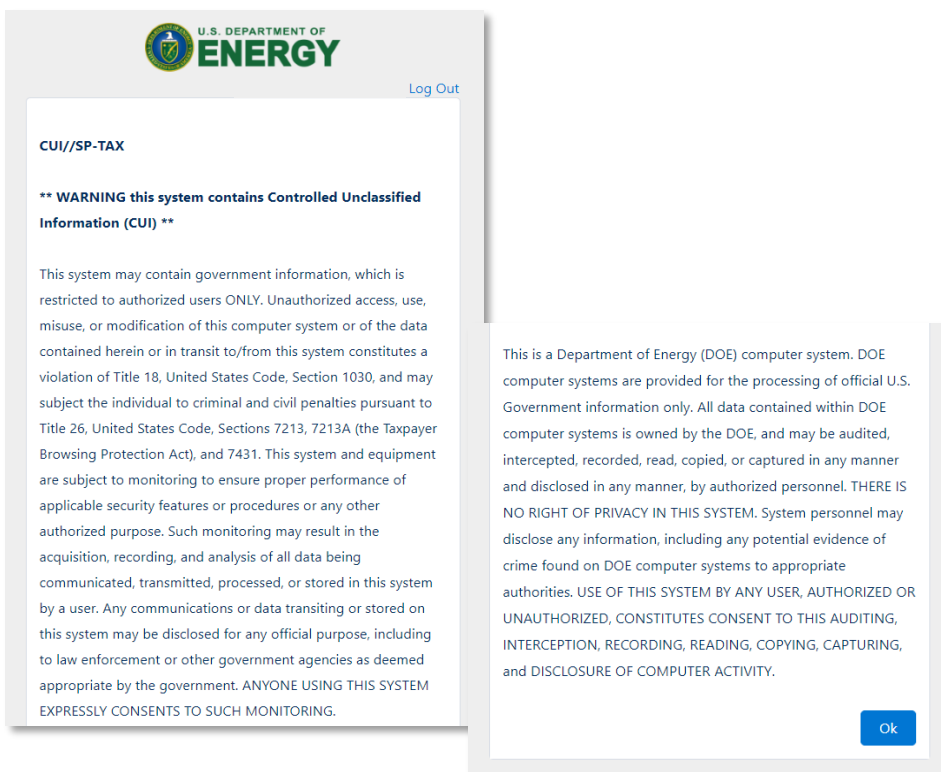 U.S. DEPARTMENT OF
ENERGY
Log Out
CUI//SP-TAX
** WARNING this system contains Controlled Unclassified
Information (CUI) **
This system may contain government information, which is
restricted to authorized users ONLY. Unauthorized access, use,
misuse, or modification of this computer system or of the data
contained herein or in transit to/from this system constitutes a
violation of Title 18, United States Code, Section 1030, and may
subject the individual to criminal and civil penalties pursuant to
Title 26, United States Code, Sections 7213, 7213A (the Taxpayer
Browsing Protection Act), and 7431. This system and equipment
are subject to monitoring to ensure proper performance of
applicable security features or procedures or any other
authorized purpose. Such monitoring may result in the
acquisition, recording, and analysis of all data being
communicated, transmitted, processed, or stored in this system
by a user. Any communications or data transiting or stored on
this system may be disclosed for any official purpose, including
to law enforcement or other government agencies as deemed
appropriate by the government. ANYONE USING THIS SYSTEM
EXPRESSLY CONSENTS TO SUCH MONITORING.
This is a Department of Energy (DOE) computer system. DOE
computer systems are provided for the processing of official U.S.
Government information only. All data contained within DOE
computer systems is owned by the DOE, and may be audited,
intercepted, recorded, read, copied, or captured in any manner
and disclosed in any manner, by authorized personnel. THERE IS
NO RIGHT OF PRIVACY IN THIS SYSTEM. System personnel may
disclose any information, including any potential evidence of
crime found on DOE computer systems to appropriate
authorities. USE OF THIS SYSTEM BY ANY USER, AUTHORIZED OR
UNAUTHORIZED, CONSTITUTES CONSENT TO THIS AUDITING,
INTERCEPTION, RECORDING, READING, COPYING, CAPTURING,
and DISCLOSURE OF COMPUTER ACTIVITY.
Ok